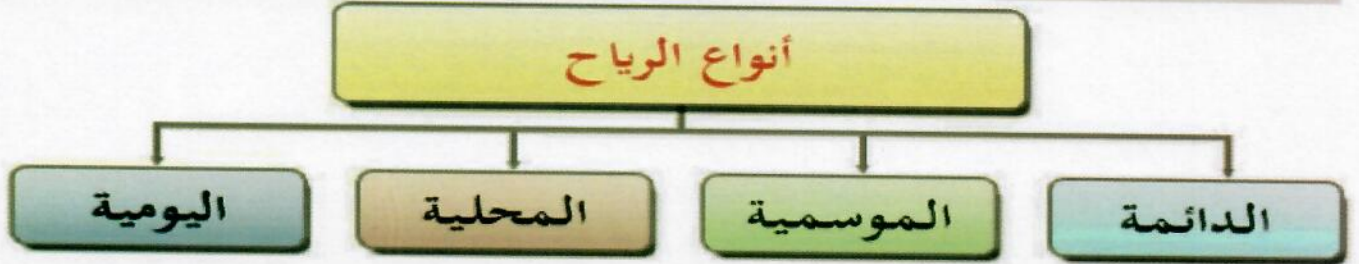 أنواع الرياح
الدائمة
الموسمية
المحلية
اليومية